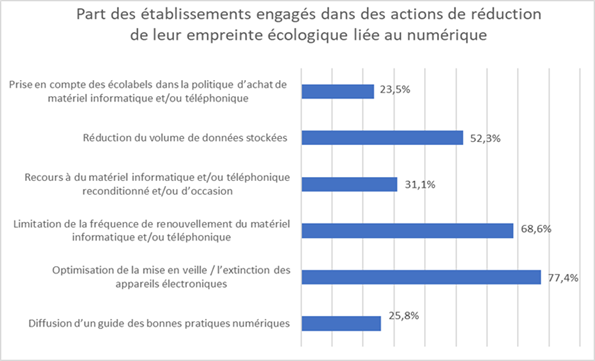 Part des établissements engagés dans des actions de réduction
de leur empreinte écologique liée au numérique
Prise en compte des écolabels dans la politique d'achat de
matériel informatique et/ou téléphonique
23,5%
Réduction du volume de données stockées
52,3%
Recours à du matériel informatique et/ou téléphonique
reconditionné et/ou d'occasion
31,1%
Limitation de la fréquence de renouvellement du matériel
informatique et/ou téléphonique
68,6%
Optimisation de la mise en veille / l'extinction des
appareils électroniques
77,4%
Diffusion d'un guide des bonnes pratiques numériques
25,8%